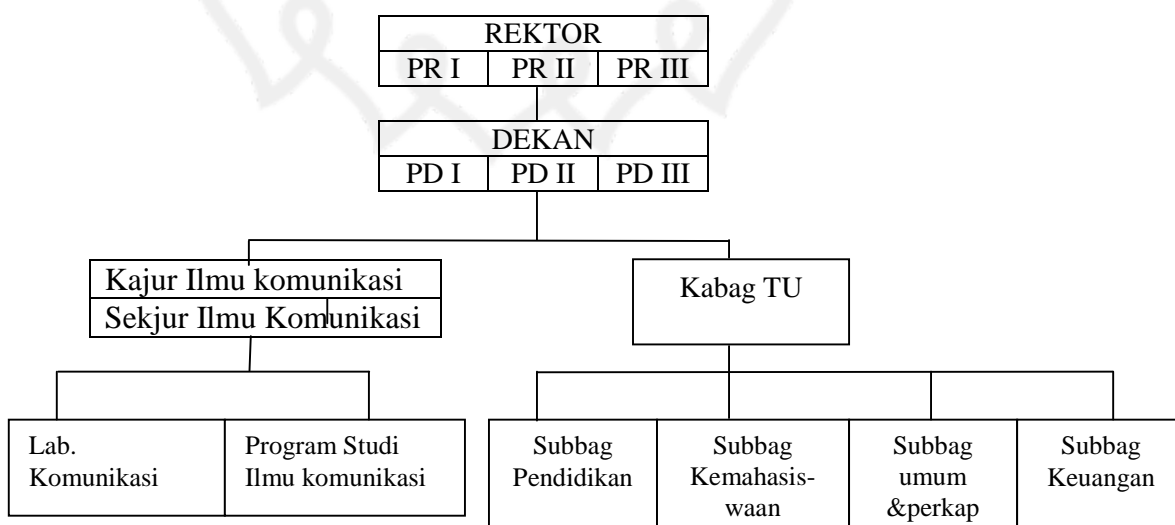 REKTOR
PR I PR II PR III
DEKAN
PD I PD II PD III
Kajur Ilmu komunikasi
Sekjur Ilmu Komunikasi
Kabag TU
Lab.
Komunikasi
Program Studi
Ilmu komunikasi
Subbag
Pendidikan
Subbag
Kemahasis-
waan
Subbag
umum
&perkap
Subbag
Keuangan